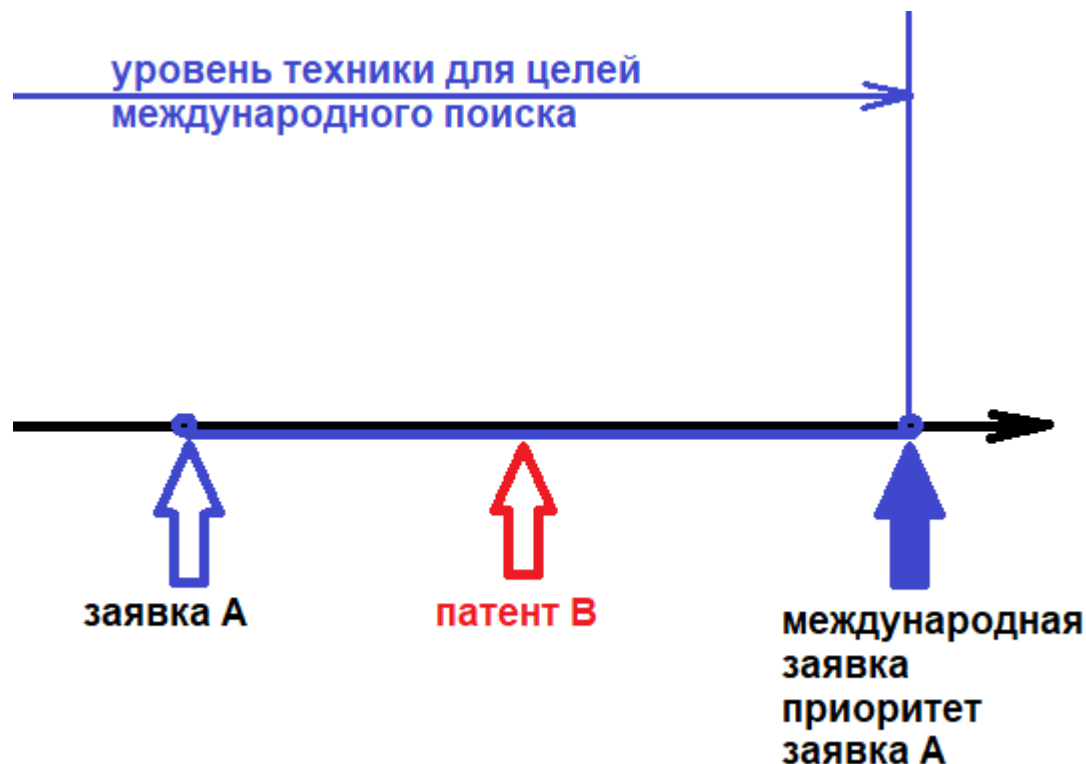 уровень техники для целей
международного поиска
заявка А
патент В
международная
заявка
приоритет
заявка А